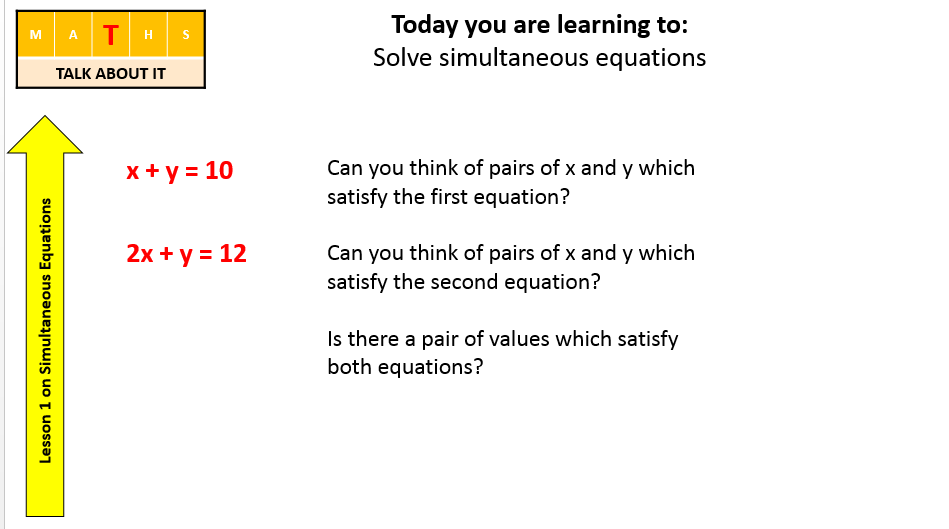 M A T H S
TALK ABOUT IT
Today you are learning to:
Solve simultaneous equations
Lesson 1 on Simultaneous Equations
x + y = 10
Can you think of pairs of x and y which
satisfy the first equation?
2x + y = 12
Can you think of pairs of x and y which
satisfy the second equation?
Is there a pair of values which satisfy
both equations?